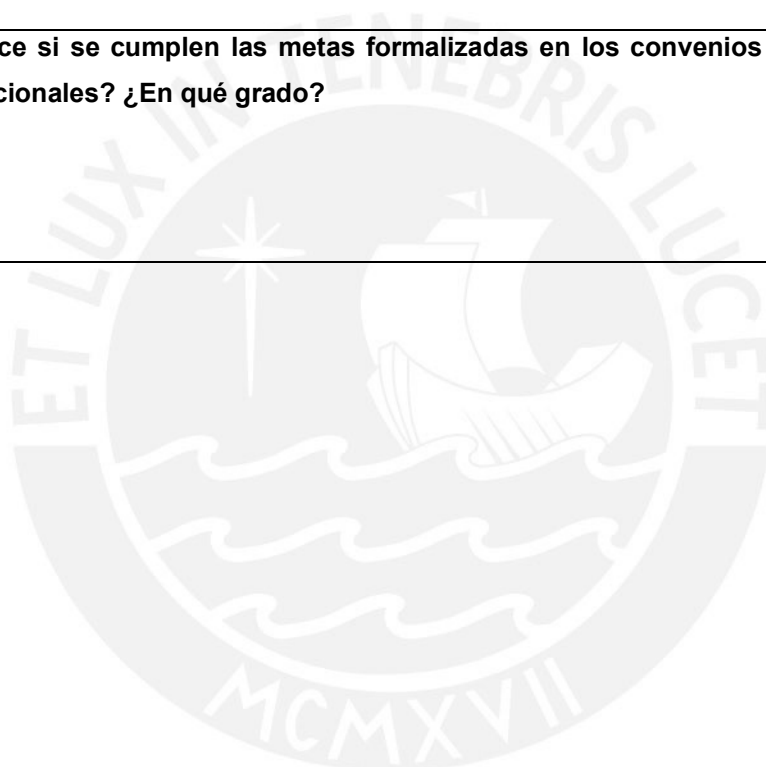 ce si se cumplen las metas formalizadas en los convenios
cionales? ¿En qué grado?
ET LUX IN TENEBRIS LUCET
MCMXVII